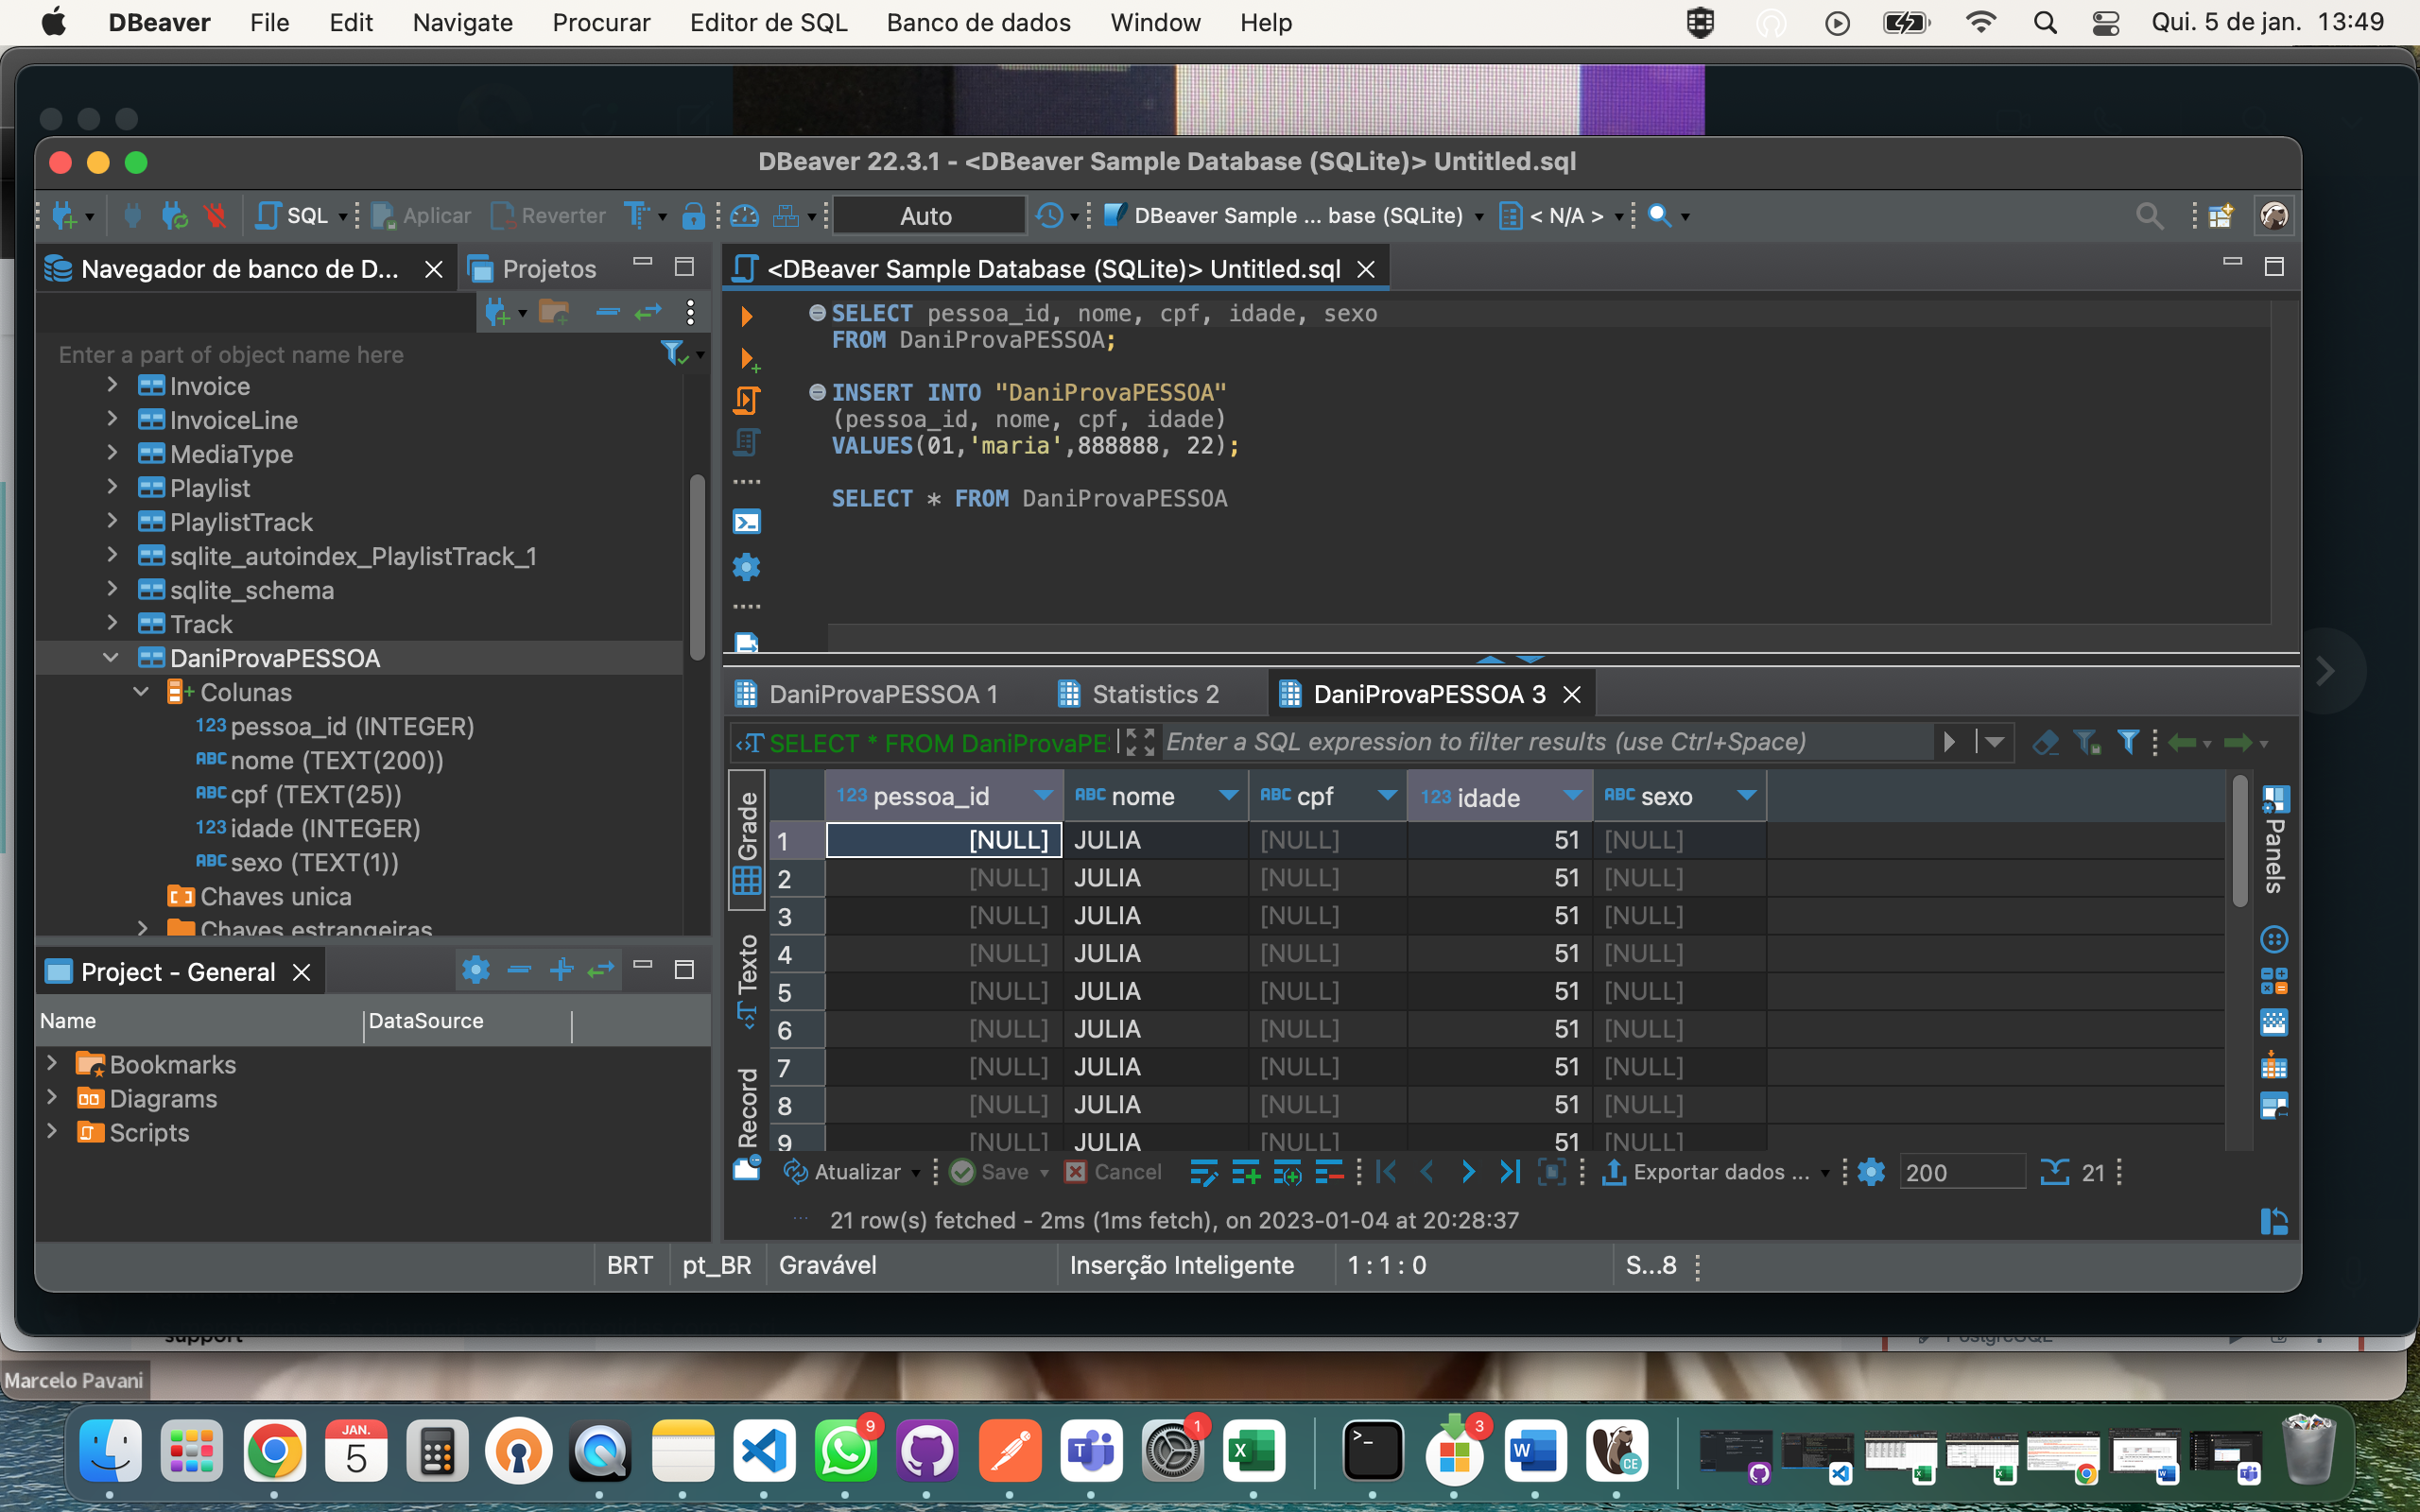 DBeaver File Edit Navigate Procurar Editor de SQL Banco de dados Window Help Qui. 5 de jan. 13:49
DBeaver 22.3.1 - <DBeaver Sample Database (SQLite)> Untitled.sql
SQL Aplicar Reverter Auto DBeaver Sample ... base (SQLite) < N/A >
Navegador de banco de D... Projetos
Enter a part of object name here
Invoice
InvoiceLine
MediaType
Playlist
PlaylistTrack
sqlite_autoindex_PlaylistTrack_1
sqlite_schema
Track
DaniProvaPESSOA
Colunas
123 pessoa_id (INTEGER)
ABC nome (TEXT(200))
ABC cpf (TEXT(25))
123 idade (INTEGER)
ABC sexo (TEXT(1))
Chaves unica
Chaves estrangeiras
Project - General
Name DataSource
Bookmarks
Diagrams
Scripts
<DBeaver Sample Database (SQLite)> Untitled.sql
SELECT pessoa_id, nome, cpf, idade, sexo
FROM DaniProvaPESSOA;
INSERT INTO "DaniProvaPESSOA"
(pessoa_id, nome, cpf, idade)
VALUES(01,'maria',888888, 22);
SELECT * FROM DaniProvaPESSOA
DaniProvaPESSOA 1 Statistics 2 DaniProvaPESSOA 3
SELECT * FROM DaniProvaPE Enter a SQL expression to filter results (use Ctrl+Space)
Grade
Texto
Record
Panels
123 pessoa_id ABC nome ABC cpf 123 idade ABC sexo
1 [NULL] JULIA [NULL] 51 [NULL]
2 [NULL] JULIA [NULL] 51 [NULL]
3 [NULL] JULIA [NULL] 51 [NULL]
4 [NULL] JULIA [NULL] 51 [NULL]
5 [NULL] JULIA [NULL] 51 [NULL]
6 [NULL] JULIA [NULL] 51 [NULL]
7 [NULL] JULIA [NULL] 51 [NULL]
8 [NULL] JULIA [NULL] 51 [NULL]
9 [NULL] JULIA [NULL] 51 [NULL]
Atualizar Save Cancel Exportar dados ... 200 21
21 row(s) fetched - 2ms (1ms fetch), on 2023-01-04 at 20:28:37
BRT pt_BR Gravável Inserção Inteligente 1 : 1 : 0 S...8
support PostgreSQL
Marcelo Pavani
JAN.
5
9
1
3
CE